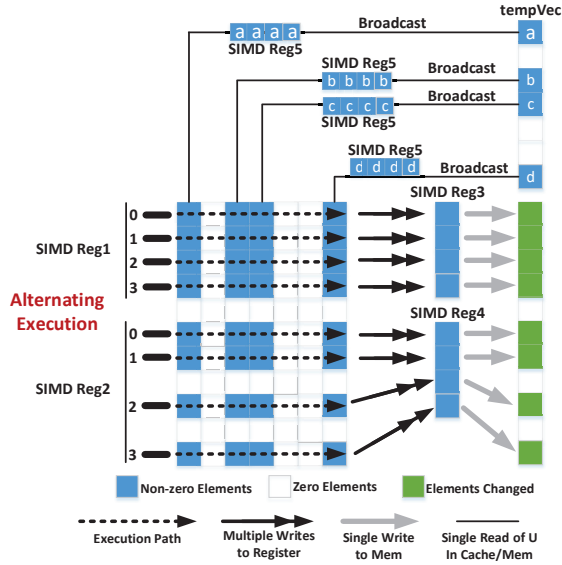 tempVec
a a a a
Broadcast
a
SIMD Reg5
SIMD Reg5
b b b b
Broadcast
b
c c c c
Broadcast
c
SIMD Reg5
SIMD Reg5
d d d d
Broadcast
d
SIMD Reg3
0
1
SIMD Reg1
2
3
Alternating
Execution
SIMD Reg4
0
1
SIMD Reg2
2
3
Non-zero Elements
Zero Elements
Elements Changed
Execution Path
Multiple Writes
to Register
Single Write
to Mem
Single Read of U
In Cache/Mem